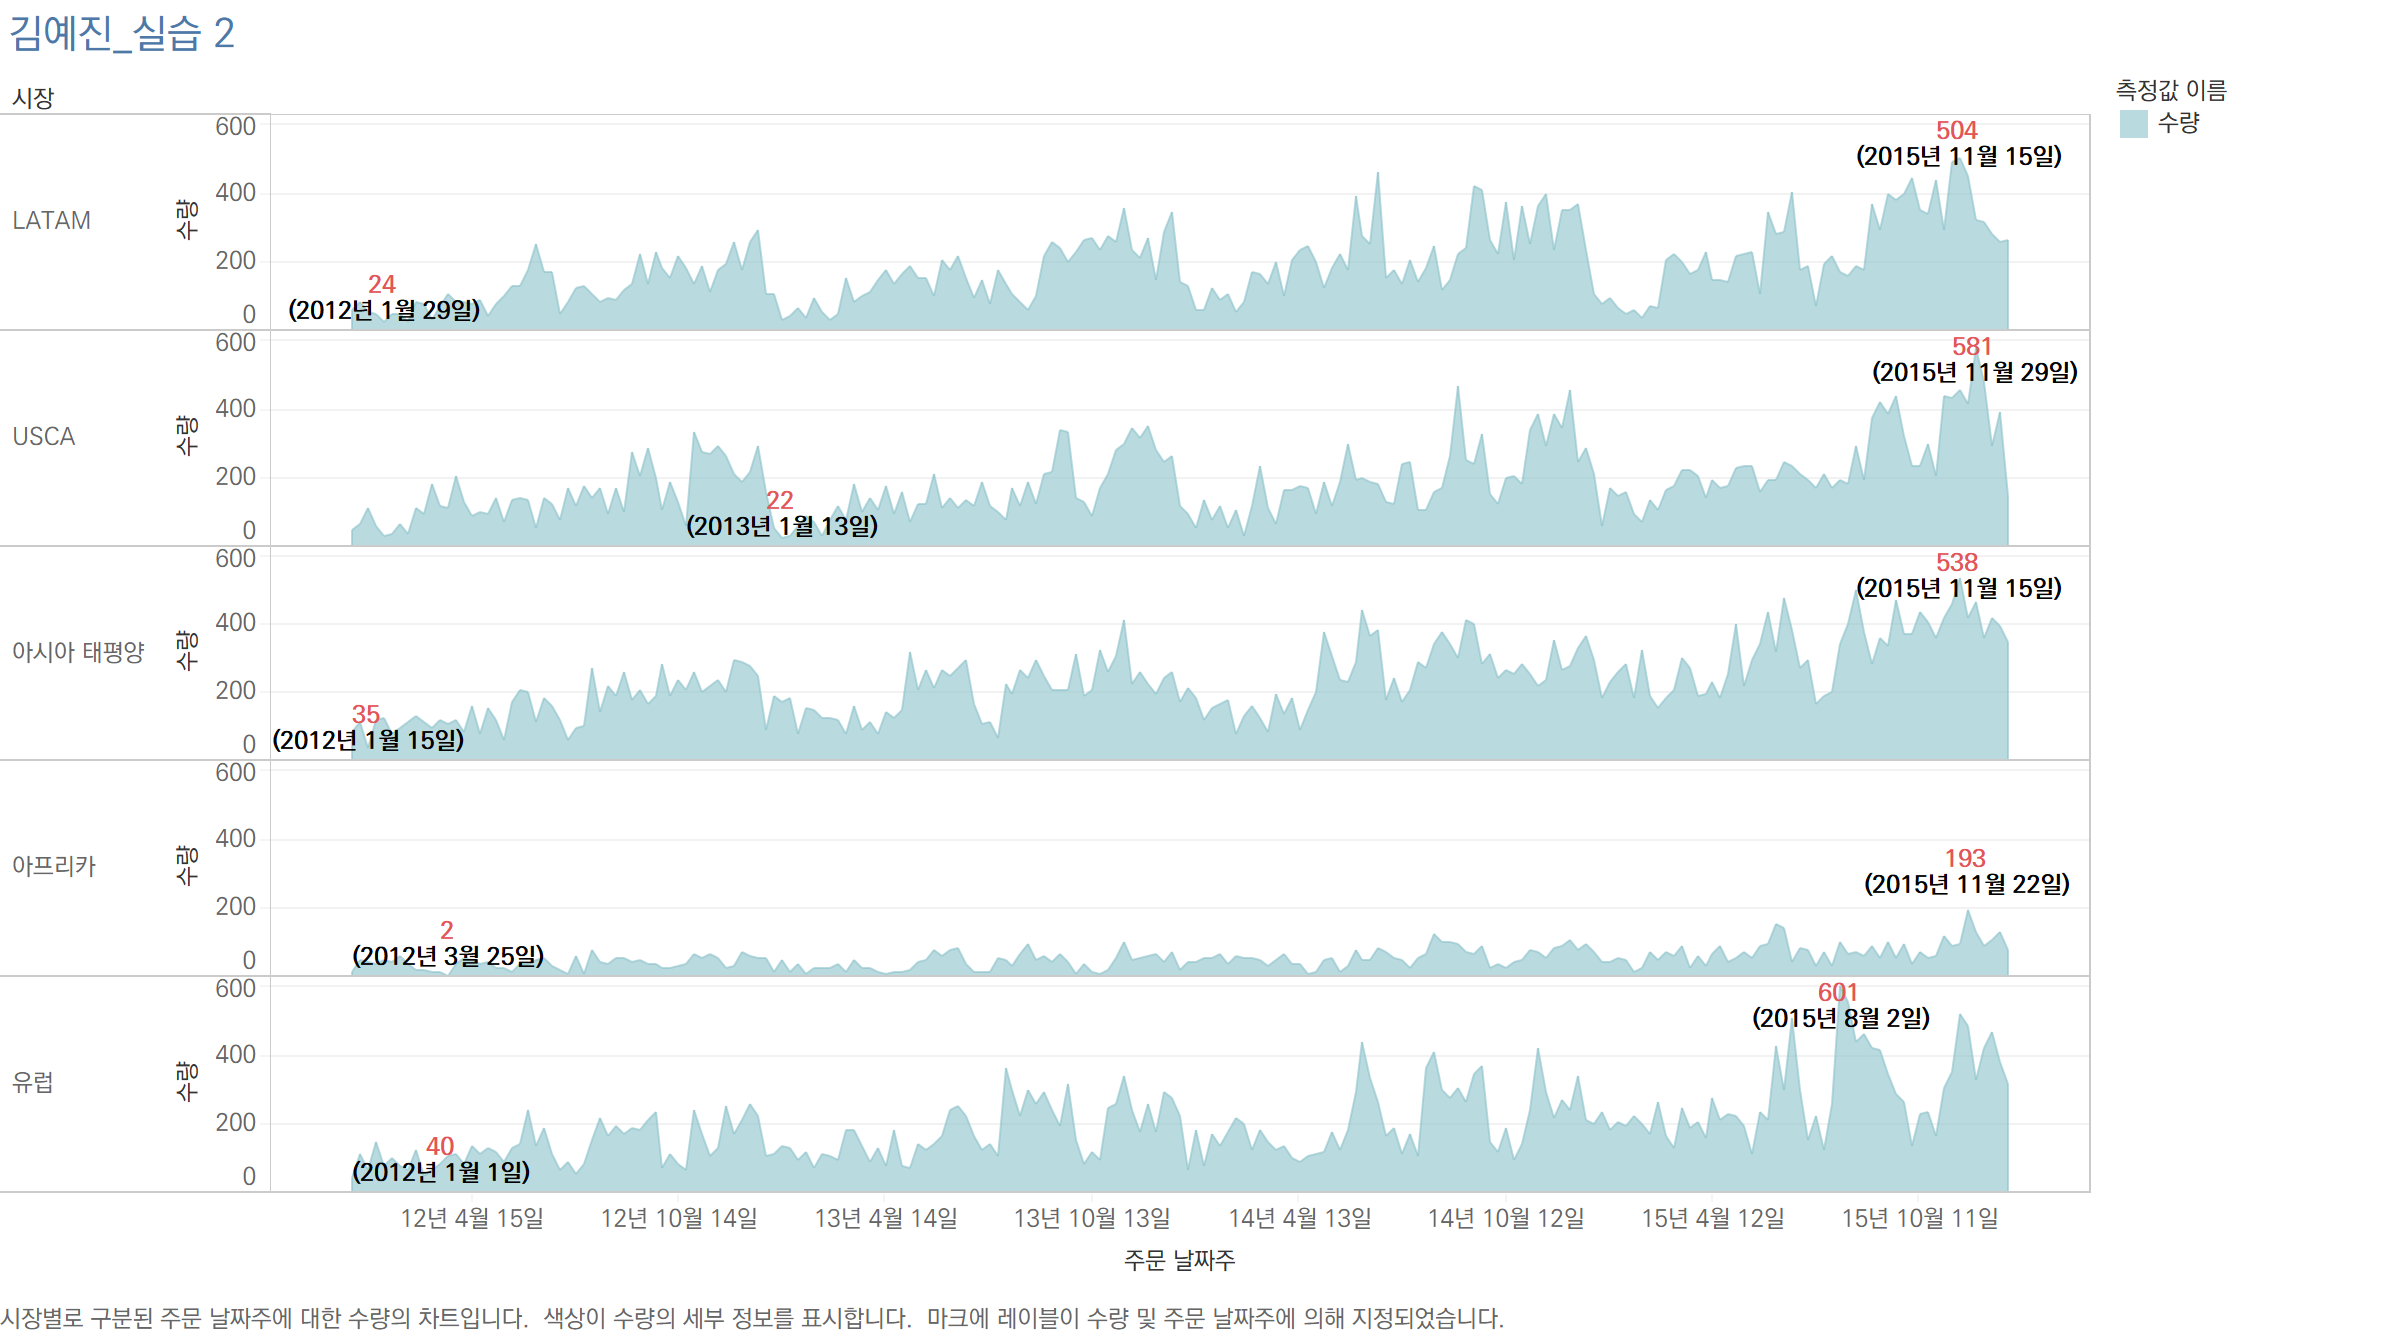 김예진_실습 2
시장
측정값 이름
수량
LATAM
수량
600
400
200
0
504
(2015년 11월 15일)
24
(2012년 1월 29일)
USCA
수량
600
400
200
0
581
(2015년 11월 29일)
22
(2013년 1월 13일)
아시아 태평양
수량
600
400
200
0
538
(2015년 11월 15일)
35
(2012년 1월 15일)
아프리카
수량
600
400
200
0
193
(2015년 11월 22일)
2
(2012년 3월 25일)
유럽
수량
600
400
200
0
601
(2015년 8월 2일)
40
(2012년 1월 1일)
12년 4월 15일
12년 10월 14일
13년 4월 14일
13년 10월 13일
14년 4월 13일
14년 10월 12일
15년 4월 12일
15년 10월 11일
주문 날짜주
시장별로 구분된 주문 날짜주에 대한 수량의 차트입니다. 색상이 수량의 세부 정보를 표시합니다. 마크에 레이블이 수량 및 주문 날짜주에 의해 지정되었습니다.